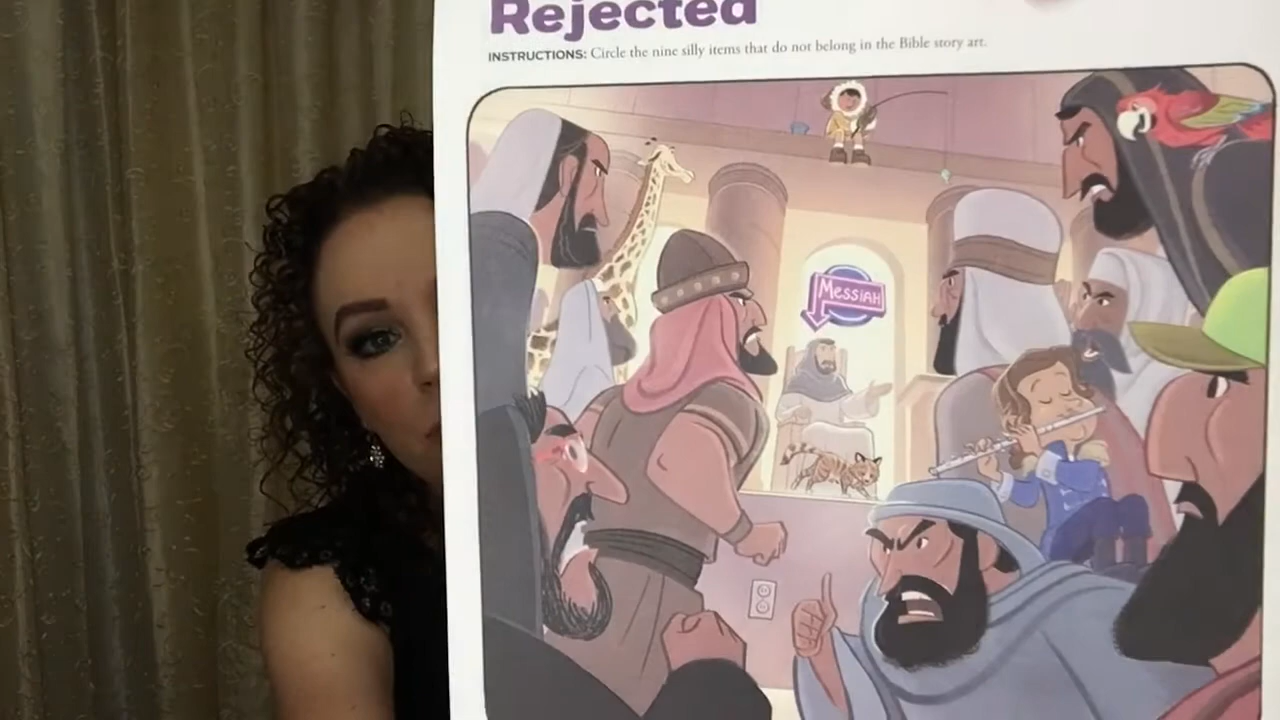 Rejected
INSTRUCTIONS: Circle the nine silly items that do not belong in the Bible story art.
MESSIAH